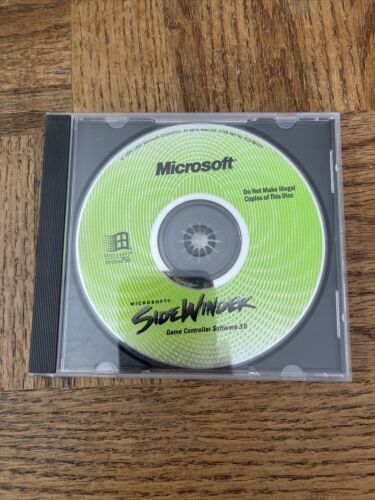 Microsoft
Do Not Make Illegal
Copies of This Disc
MICROSOFT
SIDEWINDER
Game Controller Software 3.0